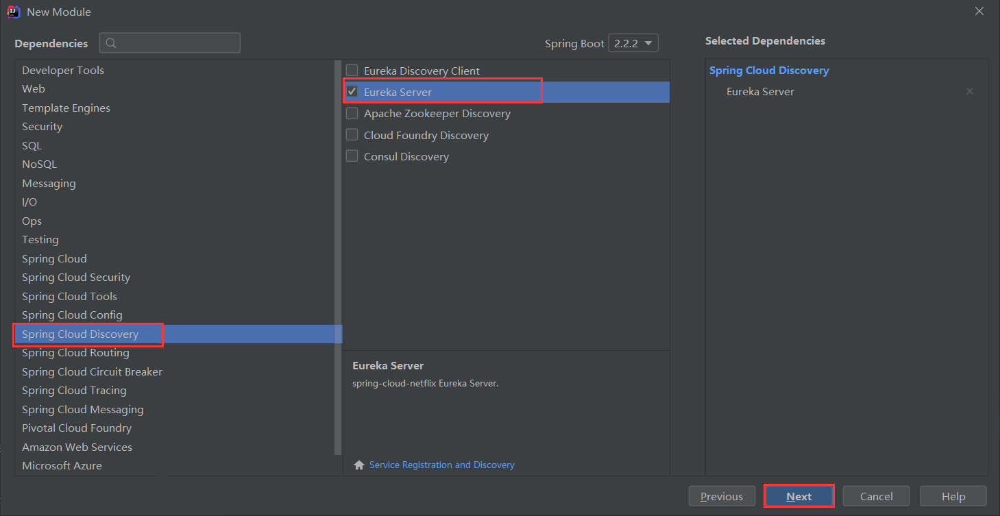 New Module
Dependencies
Spring Boot 2.2.2
Selected Dependencies
Developer Tools
Web
Template Engines
Security
SQL
NoSQL
Messaging
I/O
Ops
Testing
Spring Cloud
Spring Cloud Security
Spring Cloud Tools
Spring Cloud Config
Spring Cloud Discovery
Spring Cloud Routing
Spring Cloud Circuit Breaker
Spring Cloud Tracing
Spring Cloud Messaging
Pivotal Cloud Foundry
Amazon Web Services
Microsoft Azure
Eureka Discovery Client
Eureka Server
Apache Zookeeper Discovery
Cloud Foundry Discovery
Consul Discovery
Eureka Server
spring-cloud-netflix Eureka Server.
Service Registration and Discovery
Spring Cloud Discovery
Eureka Server
Previous
Next
Cancel
Help